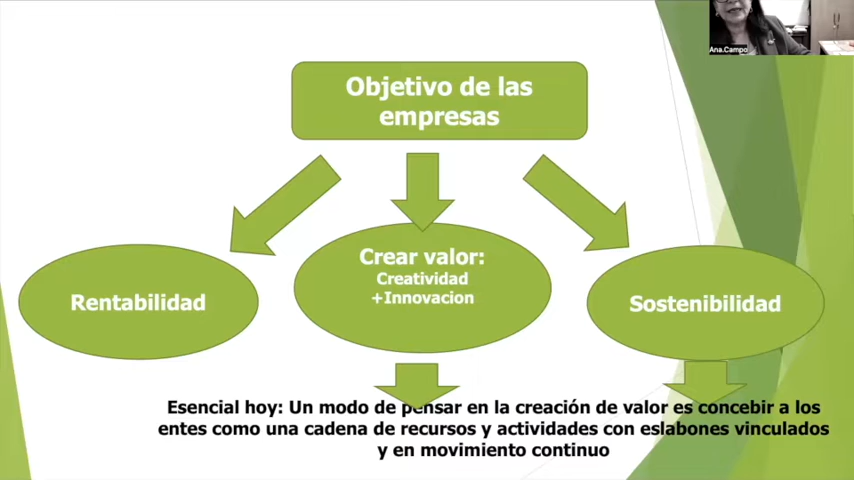 Ana.Campo
Objetivo de las
empresas
Rentabilidad
Crear valor:
Creatividad
+Innovacion
Sostenibilidad
Esencial hoy: Un modo de pensar en la creación de valor es concebir a los
entes como una cadena de recursos y actividades con eslabones vinculados
y en movimiento continuo